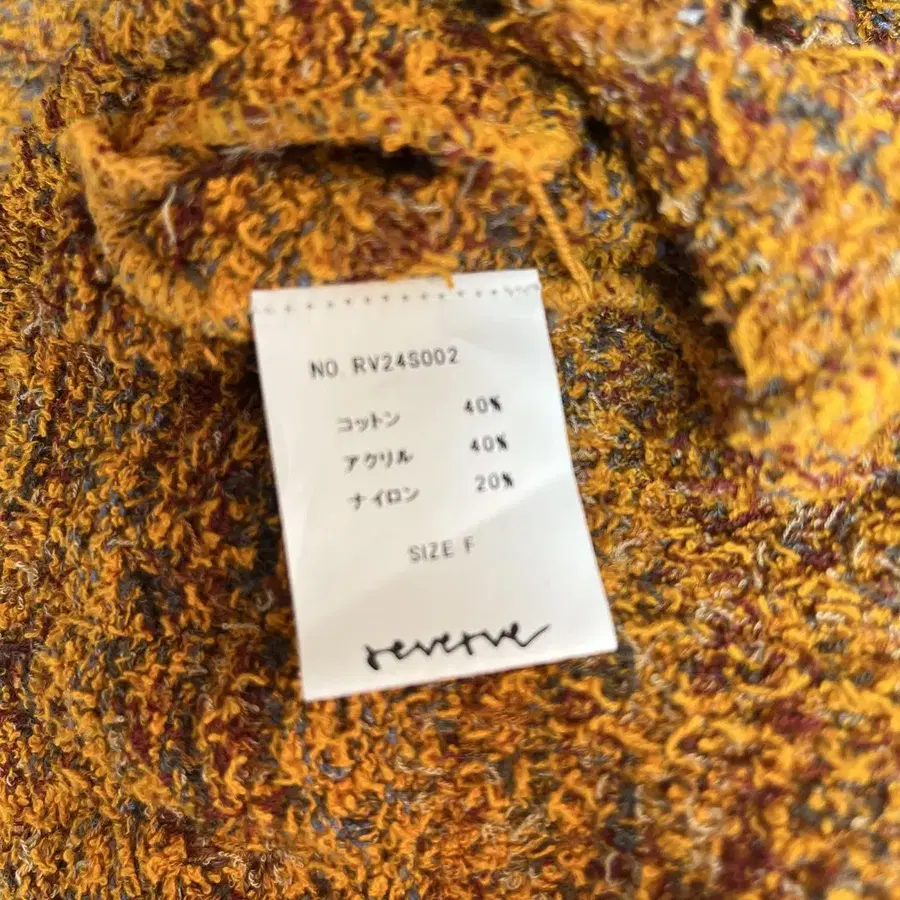 NO RV24S002
コットン 40%
アクリル 40%
ナイロン 20%
SIZE F
reverve